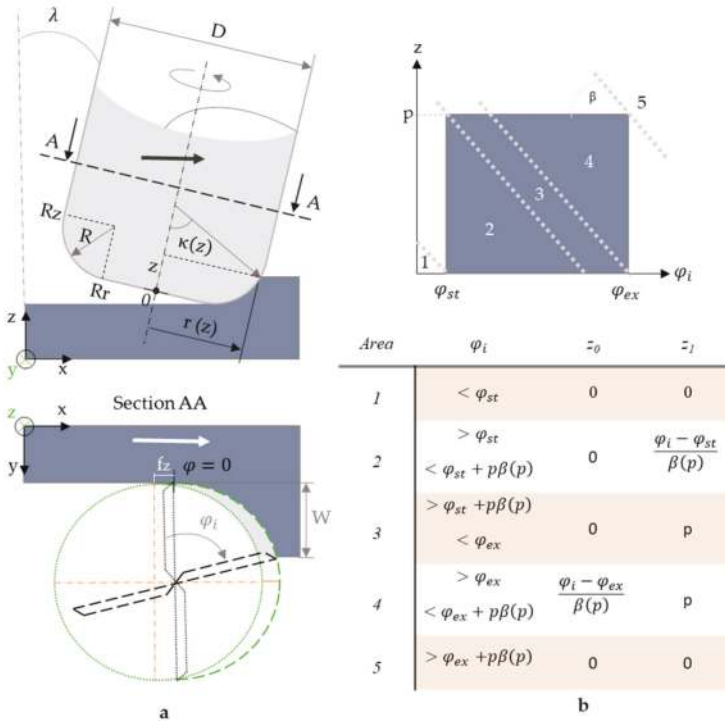 λ
D
A
A
Rz
R
κ(z)
z
Rr
0
r (z)
z
y
x
Section AA
z
x
y
fz
φ = 0
φi
W
a
z
p
β
5
4
3
2
1
φst
φex
φi
Area φi z0 z1
1 < φst 0 0
2 > φst < φst + pβ(p) 0 φi − φst / β(p)
3 > φst +pβ(p) < φex 0 p
4 > φex < φex + pβ(p) φi − φex / β(p) p
5 > φex +pβ(p) 0 0
b